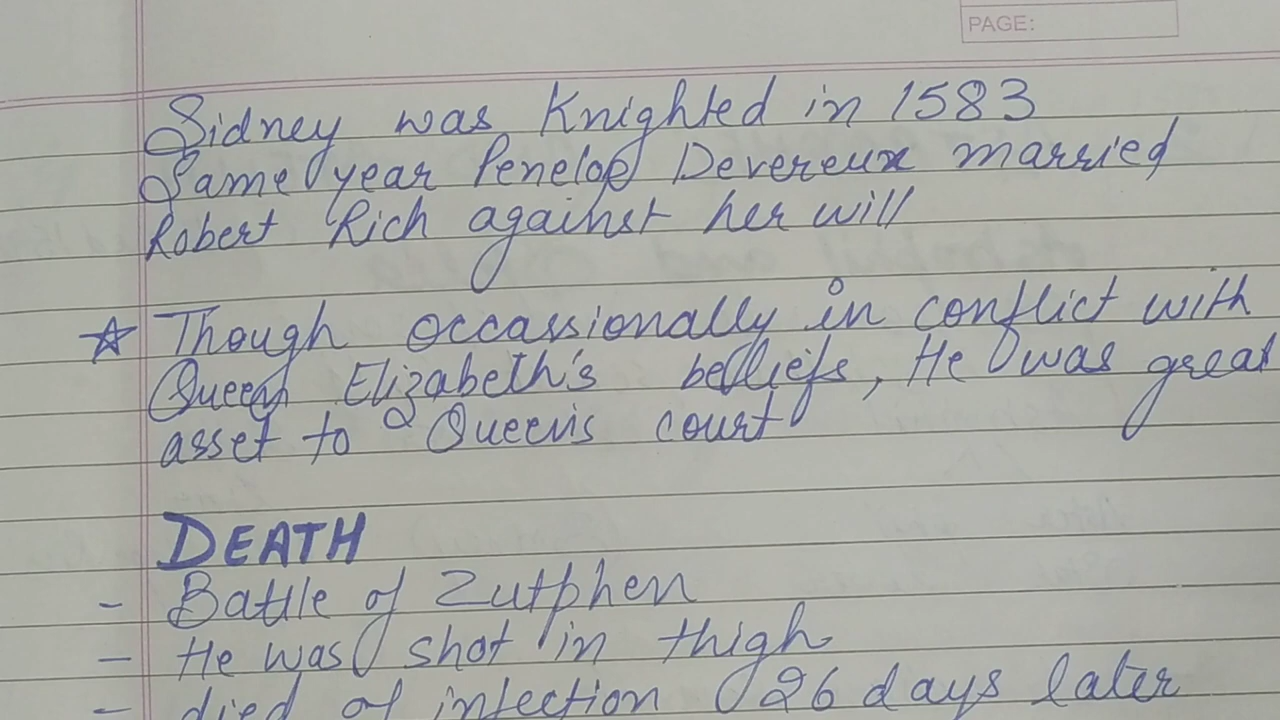 PAGE:
Sidney was Knighted in 1583
Same year Penelop Devereux married
Robert Rich against her will
☆ Though occassionally in conflict with
Queen Elizabeth's belliefs, He was great
asset to Queen's court
DEATH
- Battle of Zutphen
- He was shot in thigh
- died of infection 26 days later